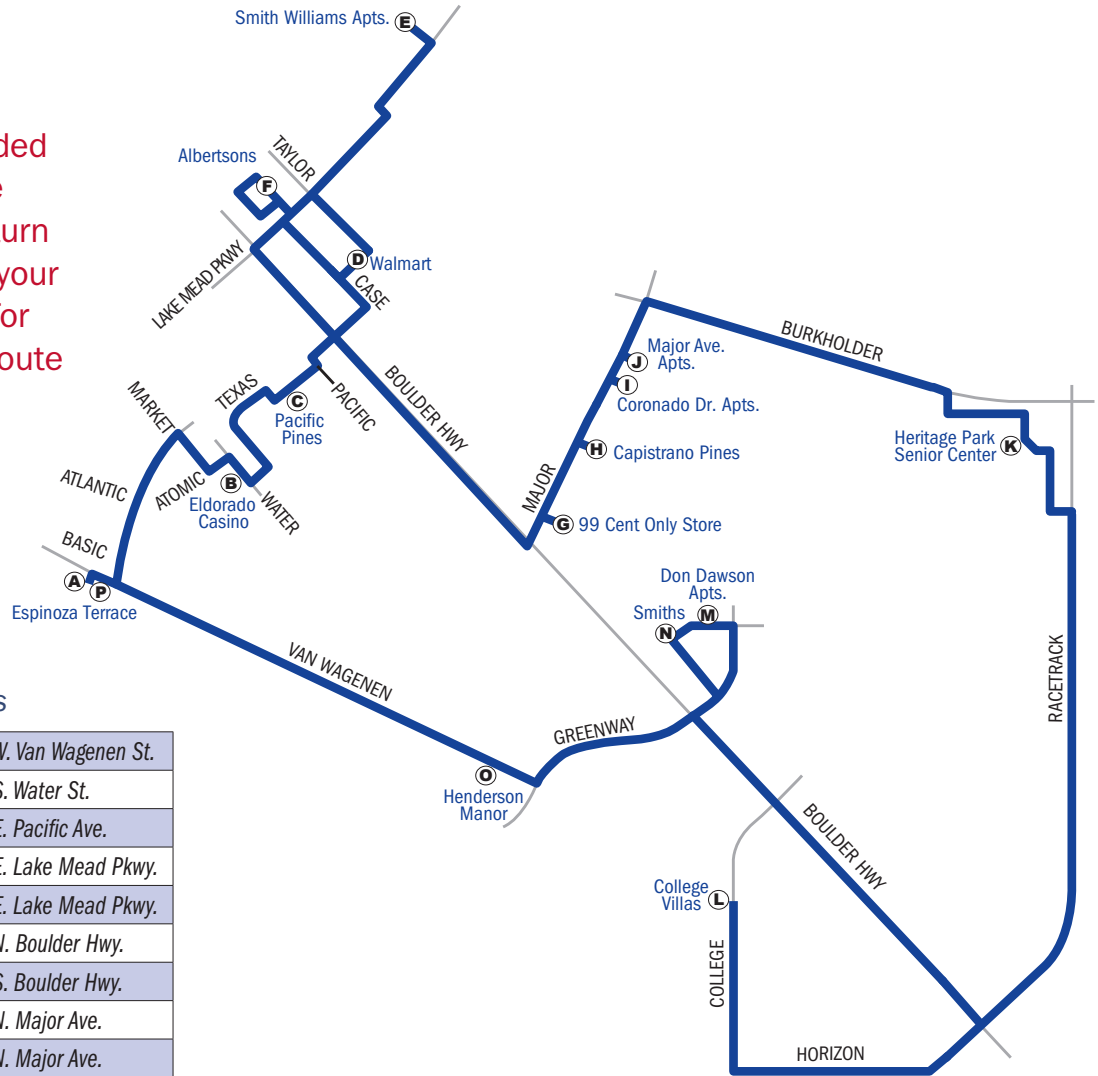 Smith Williams Apts. E
ded
e
turn
your
for
oute
TAYLOR
Albertsons
F
LAKE MEAD PKWY
D Walmart
CASE
BURKHOLDER
Major Ave.
Apts.
J
I
Coronado Dr. Apts.
BOULDER HWY
PACIFIC
TEXAS
C
Pacific
Pines
MARKET
H Capistrano Pines
Heritage Park
Senior Center
K
MAJOR
ATLANTIC
ATOMIC
B
Eldorado
Casino
WATER
G 99 Cent Only Store
BASIC
A
P
Espinoza Terrace
Don Dawson
Apts.
Smiths
M
N
VAN WAGENEN
RACETRACK
GREENWAY
O
Henderson
Manor
BOULDER HWY
College
Villas
L
COLLEGE
HORIZON
s
W. Van Wagenen St.
S. Water St.
E. Pacific Ave.
E. Lake Mead Pkwy.
E. Lake Mead Pkwy.
N. Boulder Hwy.
S. Boulder Hwy.
N. Major Ave.
N. Major Ave.